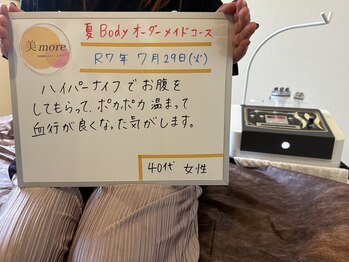 美more
夏Bodyオーダーメイドコース
R7年 7月29日(火)
ハイパーナイフでお腹を
してもらって、ポカポカ温まって
血行が良くなった気がします。
40代 女性